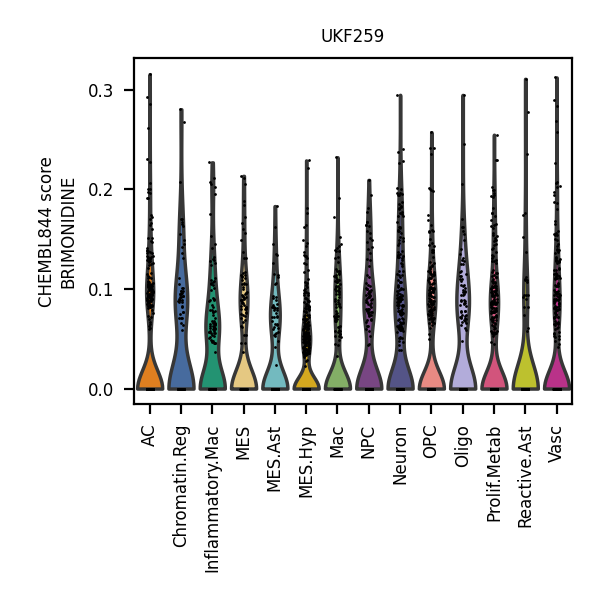 UKF259
CHEMBL844 score
BRIMONIDINE
0.3
0.2
0.1
0.0
AC
Chromatin.Reg
Inflammatory.Mac
MES
MES.Ast
MES.Hyp
Mac
NPC
Neuron
OPC
Oligo
Prolif.Metab
Reactive.Ast
Vasc